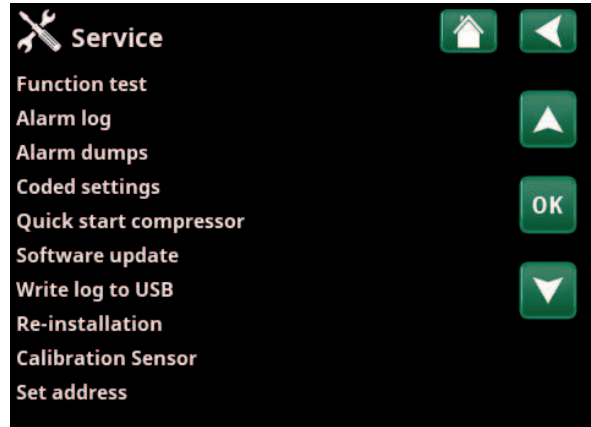 Service
Function test
Alarm log
Alarm dumps
Coded settings
OK
Quick start compressor
Software update
Write log to USB
Re-installation
Calibration Sensor
Set address